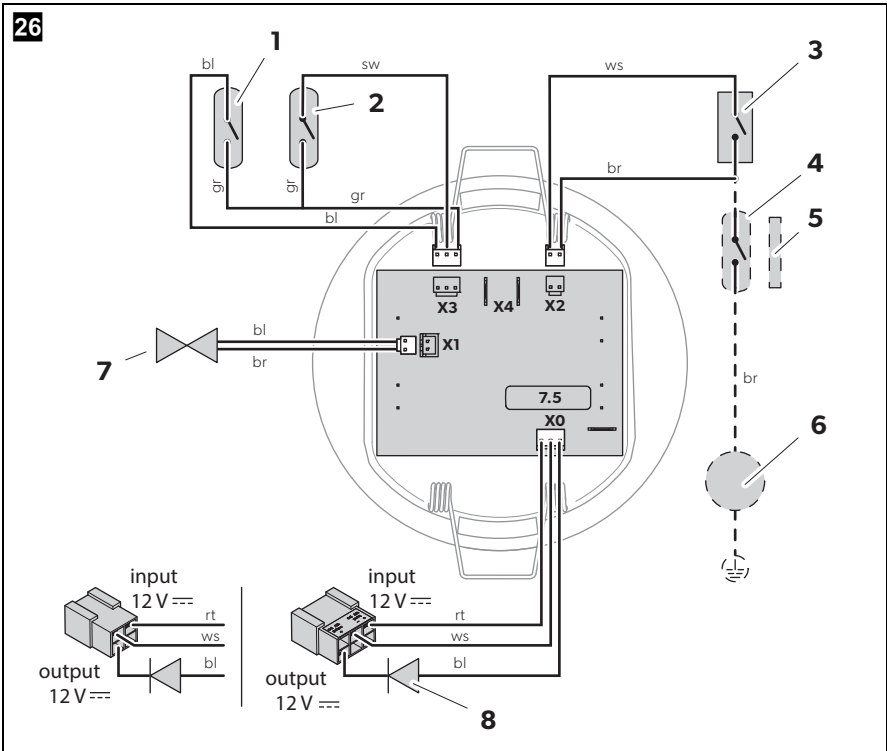 26
1
bl
2
sw
ws
3
gr
gr
gr
bl
br
4
5
X3
X4
X2
7
bl
br
X1
br
7.5
X0
6
input
12 V
rt
ws
bl
output
12 V
input
12 V
rt
ws
bl
output
12 V
8